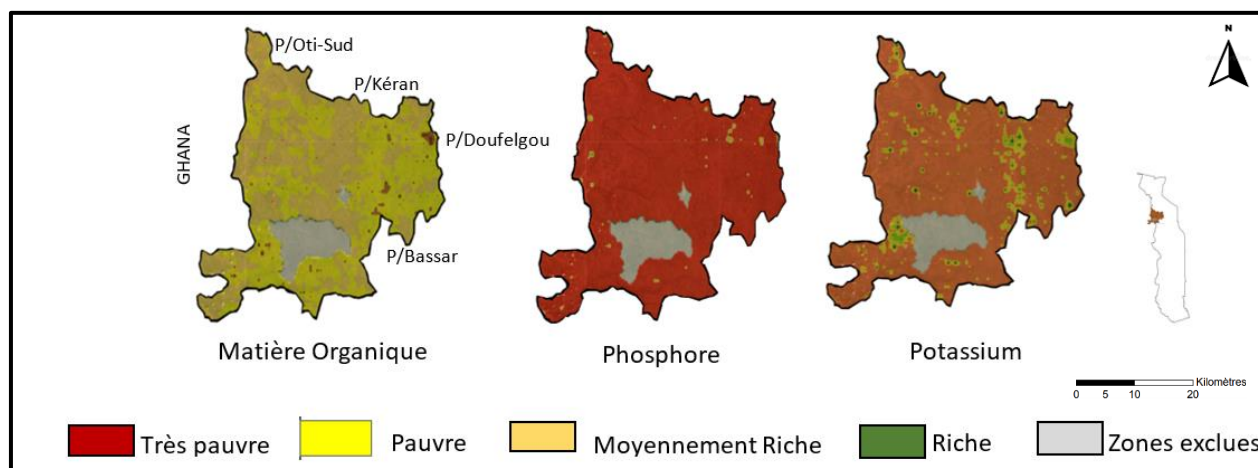 N
P/Oti-Sud
P/Kéran
P/Doufelgou
GHANA
P/Bassar
Matière Organique
Phosphore
Potassium
Kilomètres
0 5 10 20
Très pauvre
Pauvre
Moyennement Riche
Riche
Zones exclues